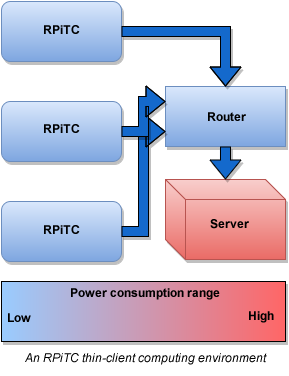 RPiTC
RPiTC
Router
RPiTC
Server
Power consumption range
Low
High
An RPiTC thin-client computing environment